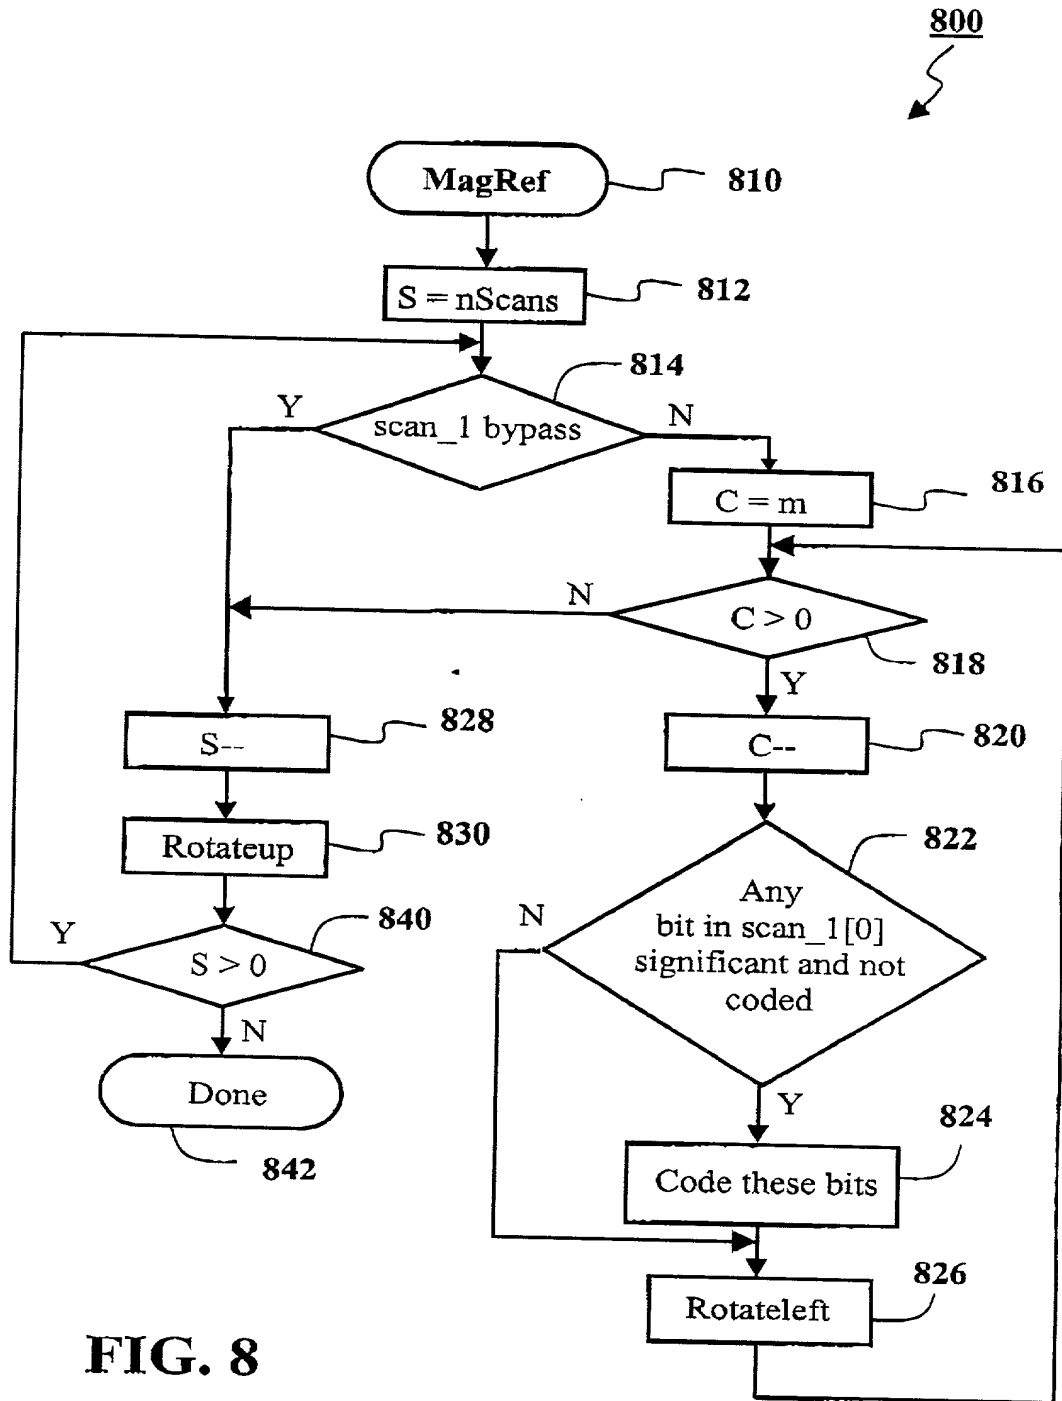 800
MagRef
810
S = nScans
812
814
Y
scan_1 bypass
N
816
C = m
N
C > 0
818
Y
828
S--
C--
820
830
Rotateup
822
Any
bit in scan_1[0]
significant and not
coded
N
840
Y
S > 0
N
Done
842
Y
824
Code these bits
826
Rotateleft
FIG. 8